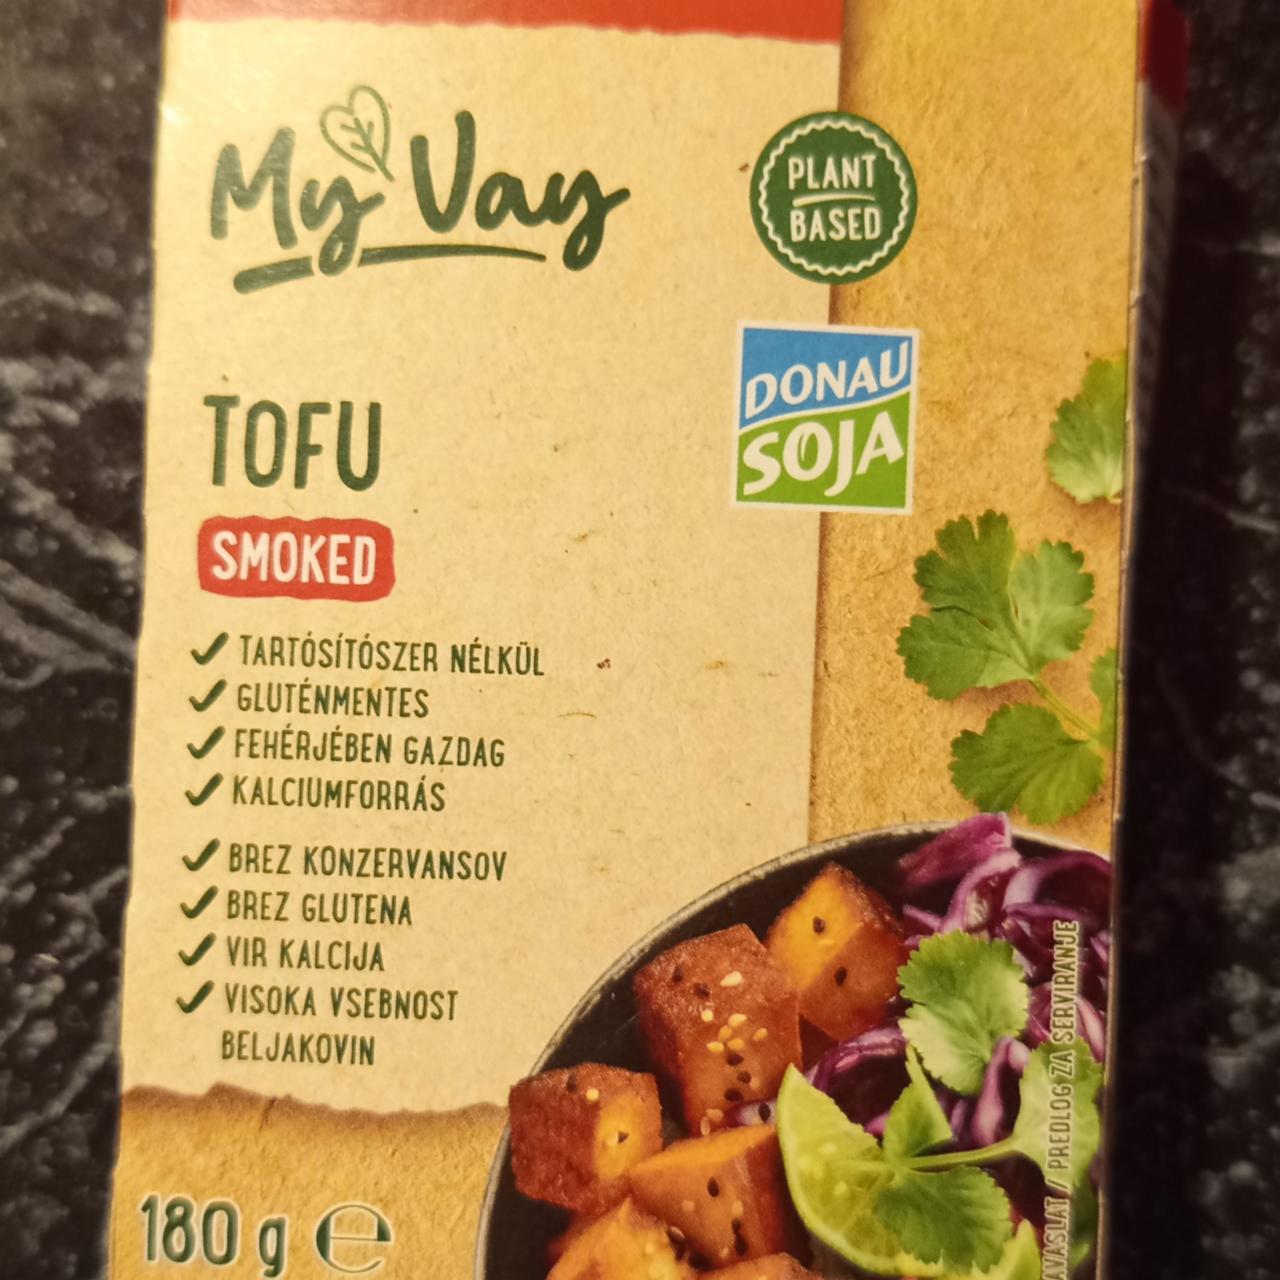 My Vay
PLANT
BASED
DONAU
SOJA
TOFU
SMOKED
TARTÓSÍTÓSZER NÉLKÜL
GLUTÉNMENTES
FEHÉRJÉBEN GAZDAG
KALCIUMFORRÁS
BREZ KONZERVANSOV
BREZ GLUTENA
VIR KALCIJA
VISOKA VSEBNOST
BELJAKOVIN
180 g ℮
/ PREDLOG ZA SERVIRANJE